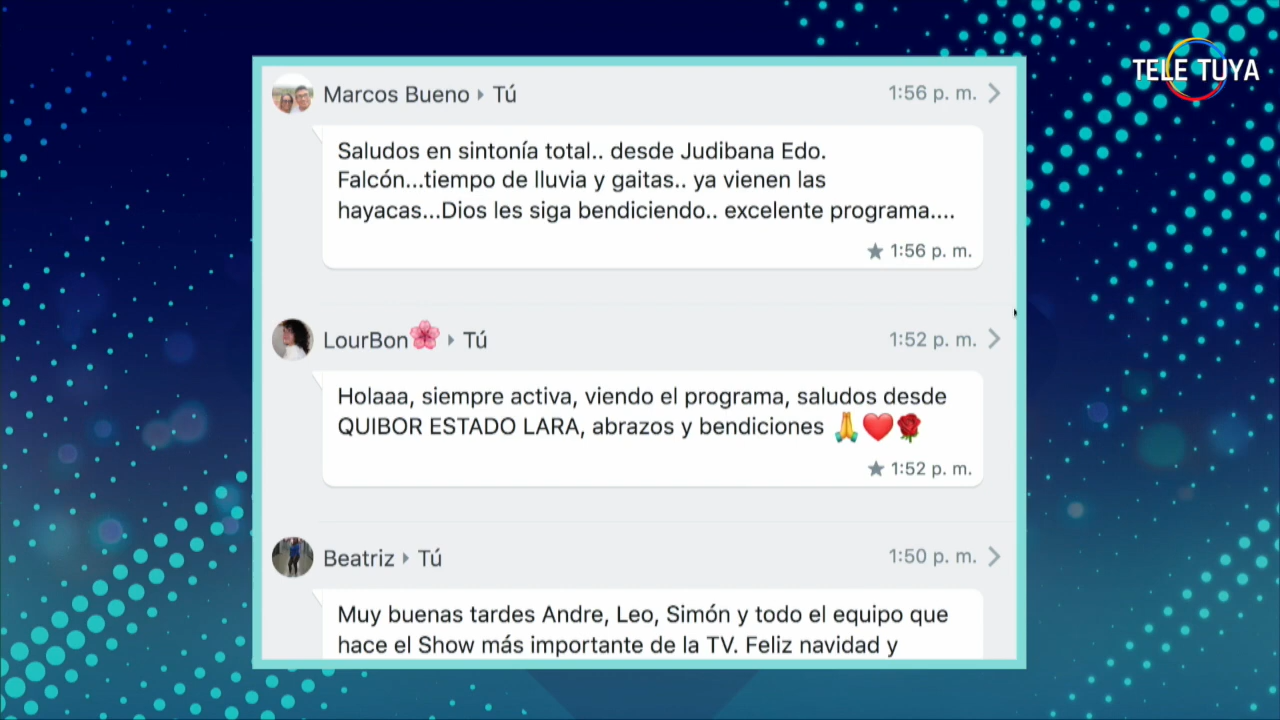 TELE TUYA
Marcos Bueno ▸ Tú
1:56 p. m.
Saludos en sintonía total.. desde Judibana Edo.
Falcón...tiempo de lluvia y gaitas.. ya vienen las
hayacas...Dios les siga bendiciendo.. excelente programa....
★ 1:56 p. m.
LourBon🌸 ▸ Tú
1:52 p. m.
Holaaa, siempre activa, viendo el programa, saludos desde
QUIBOR ESTADO LARA, abrazos y bendiciones 🙏❤️🌹
★ 1:52 p. m.
Beatriz ▸ Tú
1:50 p. m.
Muy buenas tardes Andre, Leo, Simón y todo el equipo que
hace el Show más importante de la TV. Feliz navidad y